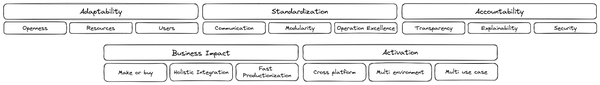 Adaptability
Standardization
Accountability
Openness
Resources
Users
Communication
Modularity
Operation Excellence
Transparency
Explainability
Security
Business Impact
Activation
Make or buy
Holistic Integration
Fast
Productionization
Cross platform
Multi environment
Multi use case